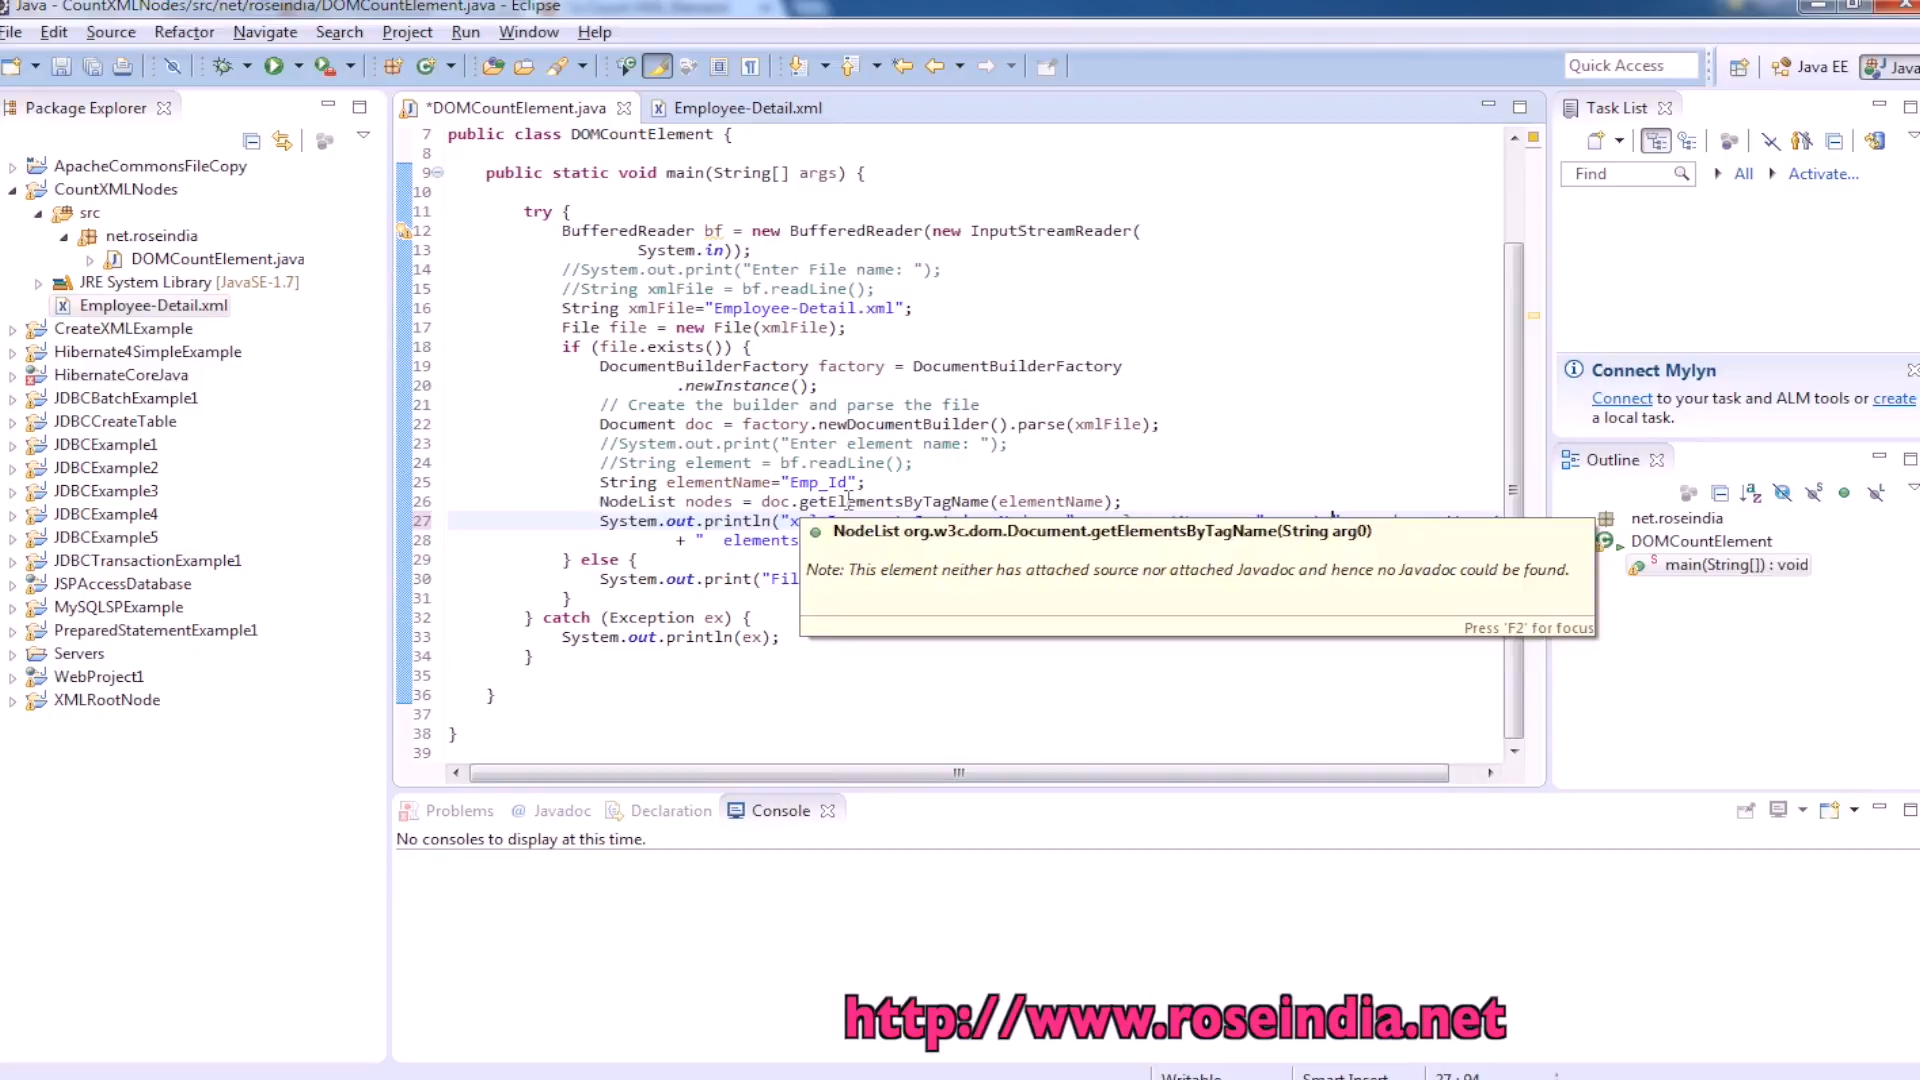 Java - CountXMLNodes/src/net/roseindia/DOMCountElement.java - Eclipse
File Edit Source Refactor Navigate Search Project Run Window Help
Quick Access
Java EE
Java
Package Explorer
ApacheCommonsFileCopy
CountXMLNodes
src
net.roseindia
DOMCountElement.java
JRE System Library [JavaSE-1.7]
Employee-Detail.xml
CreateXMLExample
Hibernate4SimpleExample
HibernateCoreJava
JDBCBatchExample1
JDBCCreateTable
JDBCExample1
JDBCExample2
JDBCExample3
JDBCExample4
JDBCExample5
JDBCTransactionExample1
JSPAccessDatabase
MySQLSPExample
PreparedStatementExample1
Servers
WebProject1
XMLRootNode
*DOMCountElement.java
Employee-Detail.xml
7 public class DOMCountElement {
8
9 public static void main(String[] args) {
10
11 try {
12 BufferedReader bf = new BufferedReader(new InputStreamReader(
13 System.in));
14 //System.out.print("Enter File name: ");
15 //String xmlFile = bf.readLine();
16 String xmlFile="Employee-Detail.xml";
17 File file = new File(xmlFile);
18 if (file.exists()) {
19 DocumentBuilderFactory factory = DocumentBuilderFactory
20 .newInstance();
21 // Create the builder and parse the file
22 Document doc = factory.newDocumentBuilder().parse(xmlFile);
23 //System.out.print("Enter element name: ");
24 //String element = bf.readLine();
25 String elementName="Emp_Id";
26 NodeList nodes = doc.getElementsByTagName(elementName);
27 System.out.println("x
28 + "  elements
29 } else {
30 System.out.print("Fil
31 }
32 } catch (Exception ex) {
33 System.out.println(ex);
34 }
35
36 }
37
38 }
39
NodeList org.w3c.dom.Document.getElementsByTagName(String arg0)
Note: This element neither has attached source nor attached Javadoc and hence no Javadoc could be found.
Press 'F2' for focus
Task List
Find
All
Activate...
Connect Mylyn
Connect to your task and ALM tools or create
a local task.
Outline
net.roseindia
DOMCountElement
main(String[]) : void
Problems
@ Javadoc
Declaration
Console
No consoles to display at this time.
http://www.roseindia.net
Writable
Smart Insert
27 : 94